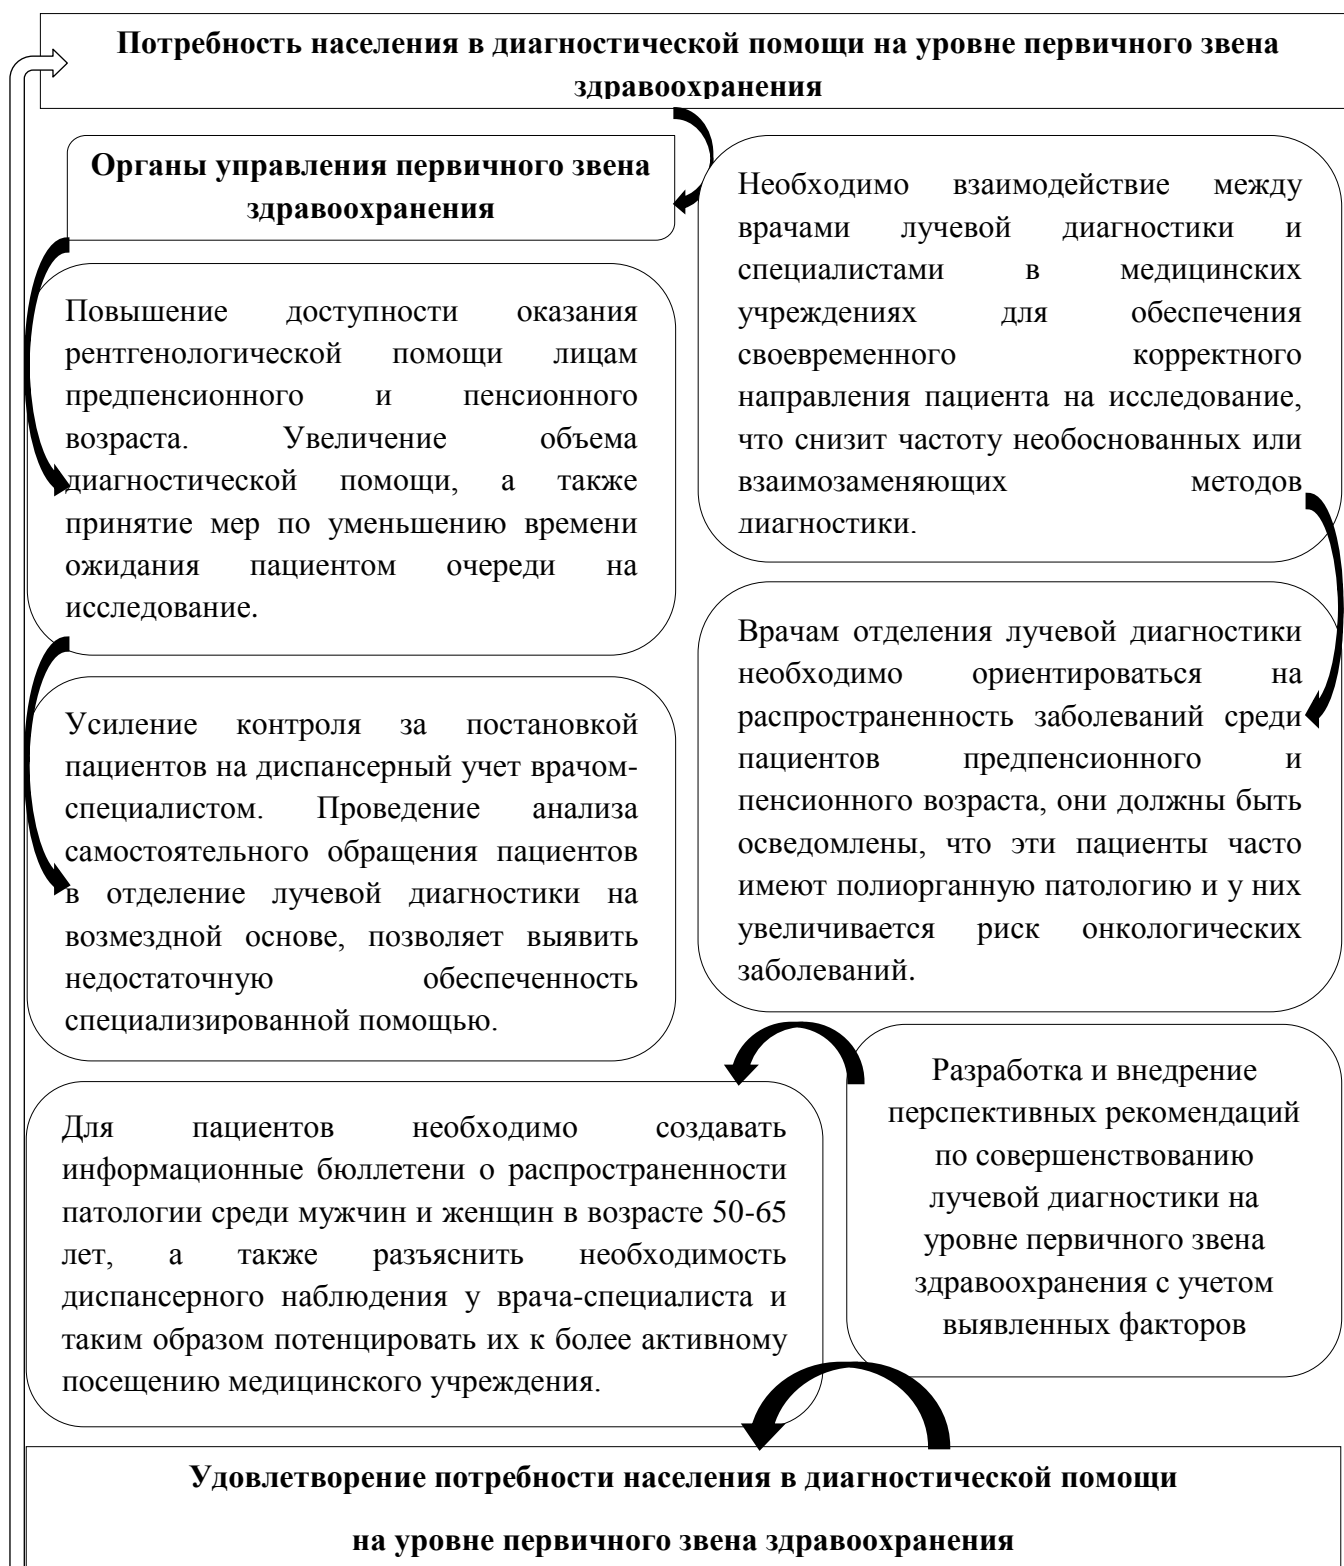 Потребность населения в диагностической помощи на уровне первичного звена
здравоохранения
Органы управления первичного звена
здравоохранения
Повышение доступности оказания
рентгенологической помощи лицам
предпенсионного и пенсионного
возраста. Увеличение объема
диагностической помощи, а также
принятие мер по уменьшению времени
ожидания пациентом очереди на
исследование.
Усиление контроля за постановкой
пациентов на диспансерный учет врачом-
специалистом. Проведение анализа
самостоятельного обращения пациентов
в отделение лучевой диагностики на
возмездной основе, позволяет выявить
недостаточную обеспеченность
специализированной помощью.
Необходимо взаимодействие между
врачами лучевой диагностики и
специалистами в медицинских
учреждениях для обеспечения
своевременного корректного
направления пациента на исследование,
что снизит частоту необоснованных или
взаимозаменяющих методов
диагностики.
Врачам отделения лучевой диагностики
необходимо ориентироваться на
распространенность заболеваний среди
пациентов предпенсионного и
пенсионного возраста, они должны быть
осведомлены, что эти пациенты часто
имеют полиорганную патологию и у них
увеличивается риск онкологических
заболеваний.
Разработка и внедрение
перспективных рекомендаций
по совершенствованию
лучевой диагностики на
уровне первичного звена
здравоохранения с учетом
выявленных факторов
Для пациентов необходимо создавать
информационные бюллетени о распространенности
патологии среди мужчин и женщин в возрасте 50-65
лет, а также разъяснить необходимость
диспансерного наблюдения у врача-специалиста и
таким образом потенцировать их к более активному
посещению медицинского учреждения.
Удовлетворение потребности населения в диагностической помощи
на уровне первичного звена здравоохранения